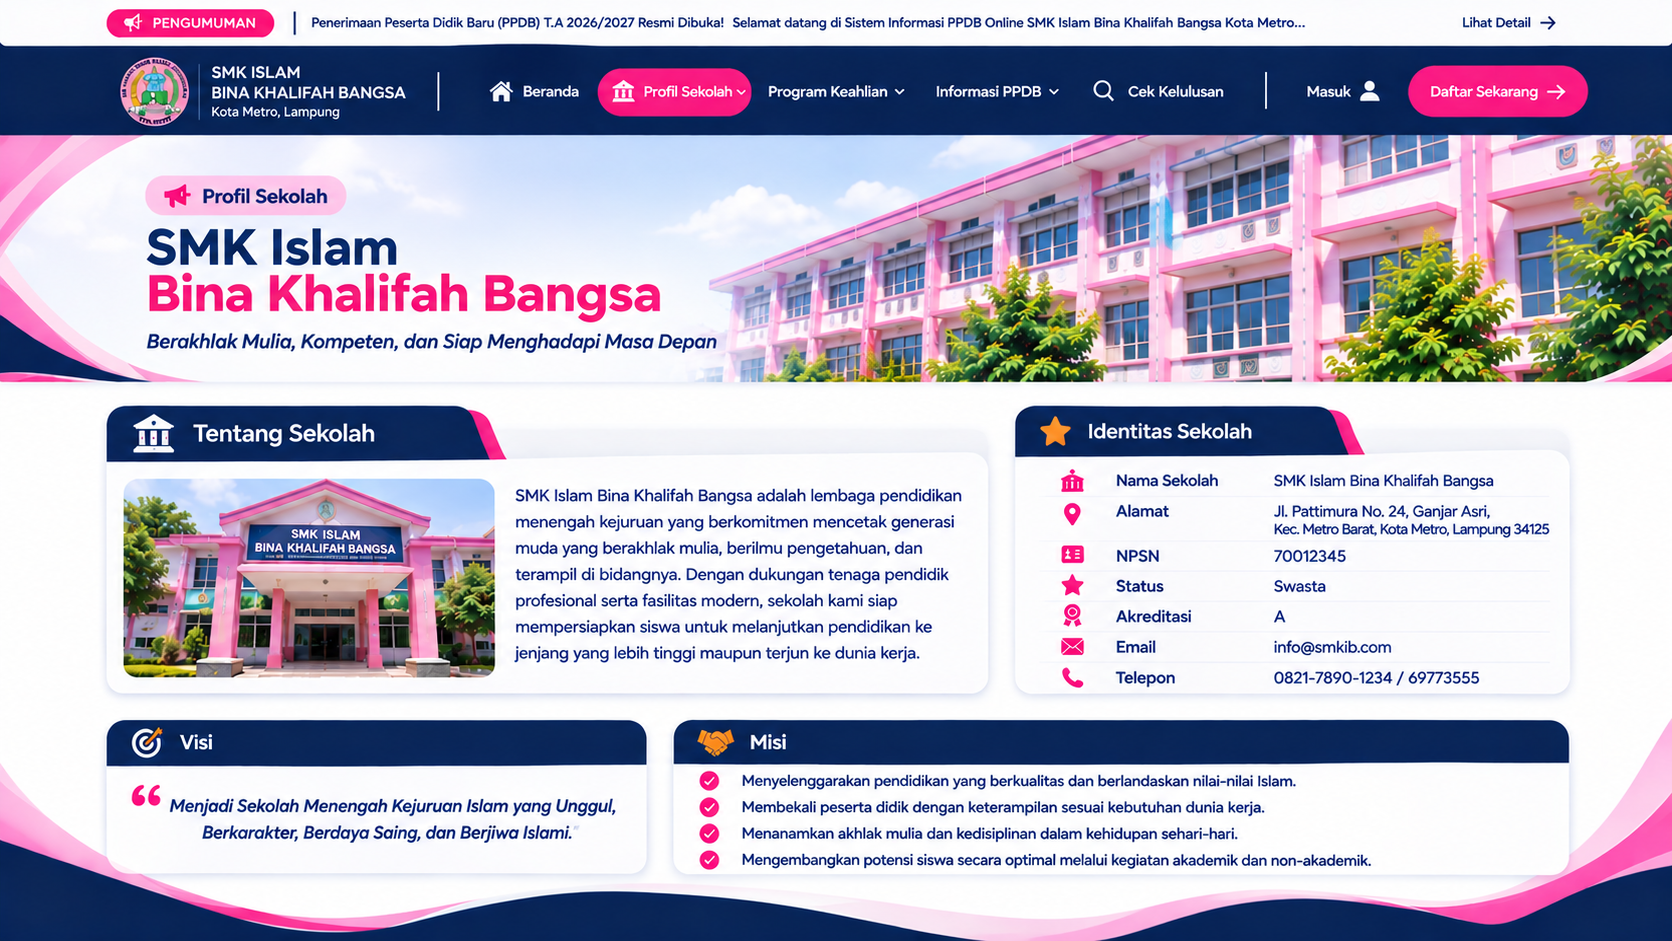 PENGUMUMAN
Penerimaan Peserta Didik Baru (PPDB) T.A 2026/2027 Resmi Dibuka! Selamat datang di Sistem Informasi PPDB Online SMK Islam Bina Khalifah Bangsa Kota Metro...
Lihat Detail
SMK ISLAM
BINA KHALIFAH BANGSA
Kota Metro, Lampung
Beranda
Profil Sekolah
Program Keahlian
Informasi PPDB
Cek Kelulusan
Masuk
Daftar Sekarang
Profil Sekolah
SMK Islam
Bina Khalifah Bangsa
Berakhlak Mulia, Kompeten, dan Siap Menghadapi Masa Depan
Tentang Sekolah
SMK ISLAM
BINA KHALIFAH BANGSA
SMK Islam Bina Khalifah Bangsa adalah lembaga pendidikan
menengah kejuruan yang berkomitmen mencetak generasi
muda yang berakhlak mulia, berilmu pengetahuan, dan
terampil di bidangnya. Dengan dukungan tenaga pendidik
profesional serta fasilitas modern, sekolah kami siap
mempersiapkan siswa untuk melanjutkan pendidikan ke
jenjang yang lebih tinggi maupun terjun ke dunia kerja.
Identitas Sekolah
Nama Sekolah SMK Islam Bina Khalifah Bangsa
Alamat Jl. Pattimura No. 24, Ganjar Asri,
Kec. Metro Barat, Kota Metro, Lampung 34125
NPSN 70012345
Status Swasta
Akreditasi A
Email info@smkib.com
Telepon 0821-7890-1234 / 69773555
Visi
“ Menjadi Sekolah Menengah Kejuruan Islam yang Unggul,
Berkarakter, Berdaya Saing, dan Berjiwa Islami."
Misi
Menyelenggarakan pendidikan yang berkualitas dan berlandaskan nilai-nilai Islam.
Membekali peserta didik dengan keterampilan sesuai kebutuhan dunia kerja.
Menanamkan akhlak mulia dan kedisiplinan dalam kehidupan sehari-hari.
Mengembangkan potensi siswa secara optimal melalui kegiatan akademik dan non-akademik.